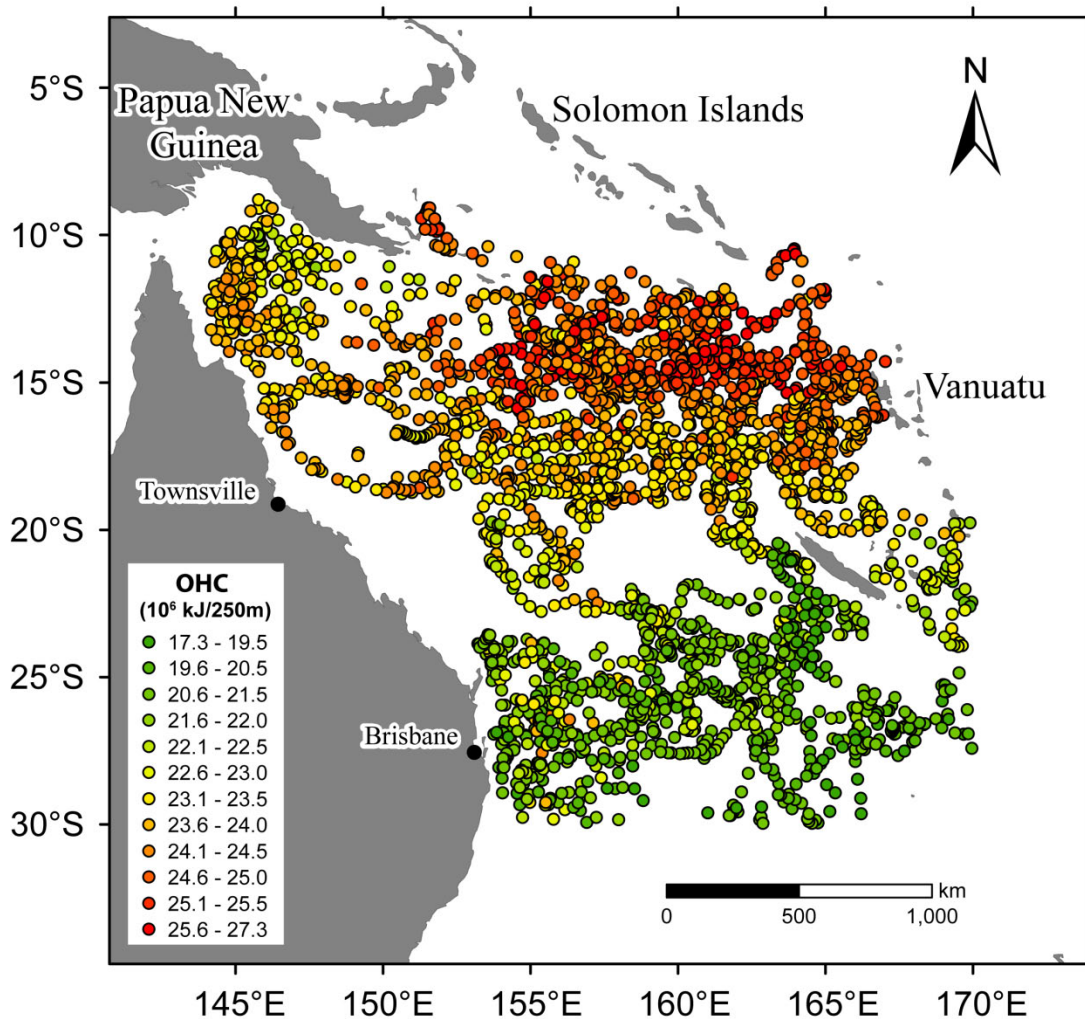 5°S
10°S
15°S
20°S
25°S
30°S
Papua New
Guinea
Solomon Islands
N
Vanuatu
Townsville
Brisbane
OHC
(10⁶ kJ/250m)
17.3 - 19.5
19.6 - 20.5
20.6 - 21.5
21.6 - 22.0
22.1 - 22.5
22.6 - 23.0
23.1 - 23.5
23.6 - 24.0
24.1 - 24.5
24.6 - 25.0
25.1 - 25.5
25.6 - 27.3
km
0 500 1,000
145°E 150°E 155°E 160°E 165°E 170°E